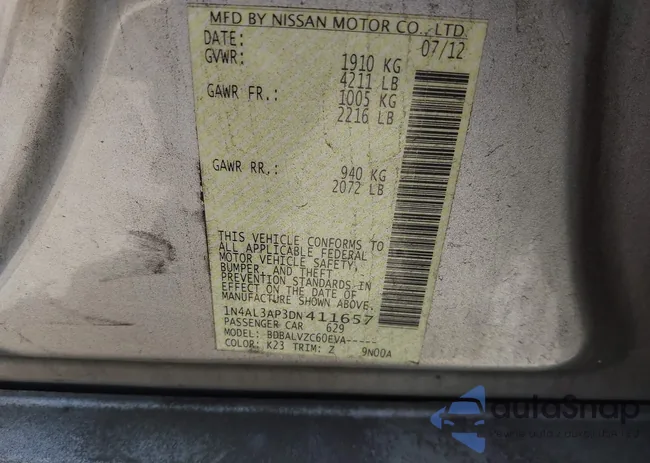 MFD BY NISSAN MOTOR CO., LTD.
DATE: 07/12
GVWR: 1910 KG
4211 LB
GAWR FR.: 1005 KG
2216 LB
GAWR RR.: 940 KG
2072 LB
THIS VEHICLE CONFORMS TO
ALL APPLICABLE FEDERAL
MOTOR VEHICLE SAFETY,
BUMPER, AND THEFT
PREVENTION STANDARDS IN
EFFECT ON THE DATE OF
MANUFACTURE SHOWN ABOVE.
1N4AL3AP3DN411657
PASSENGER CAR 629
MODEL: BDBALVZC60EVA-----
COLOR: K23 TRIM: Z 9N00A
autoSnap